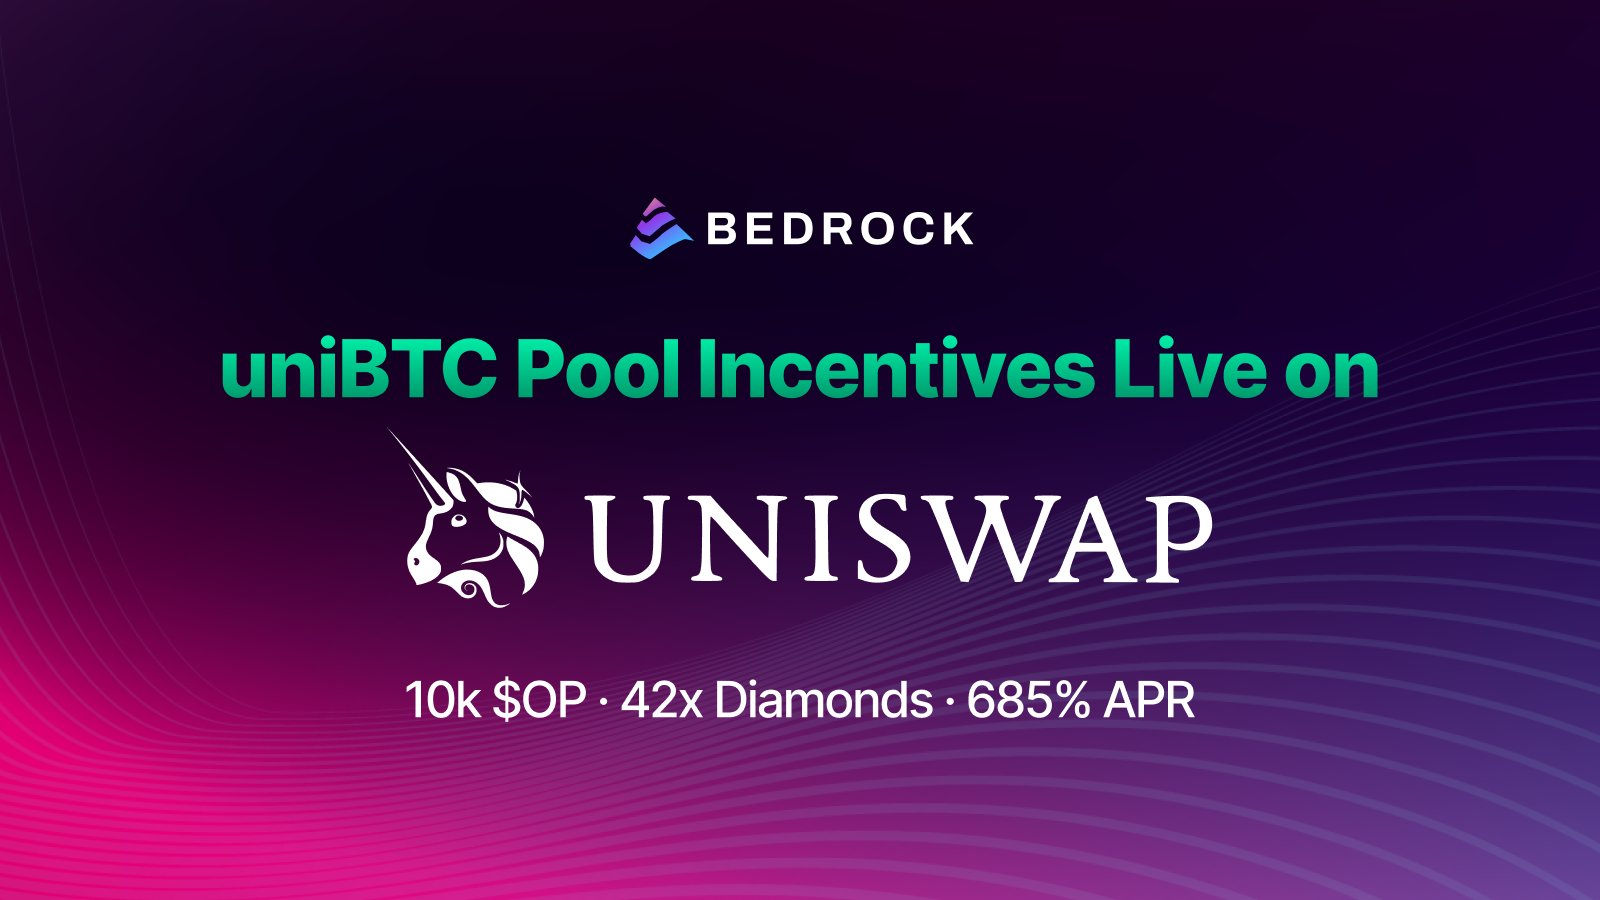 BEDROCK
uniBTC Pool Incentives Live on
UNISWAP
10k $OP · 42x Diamonds · 685% APR